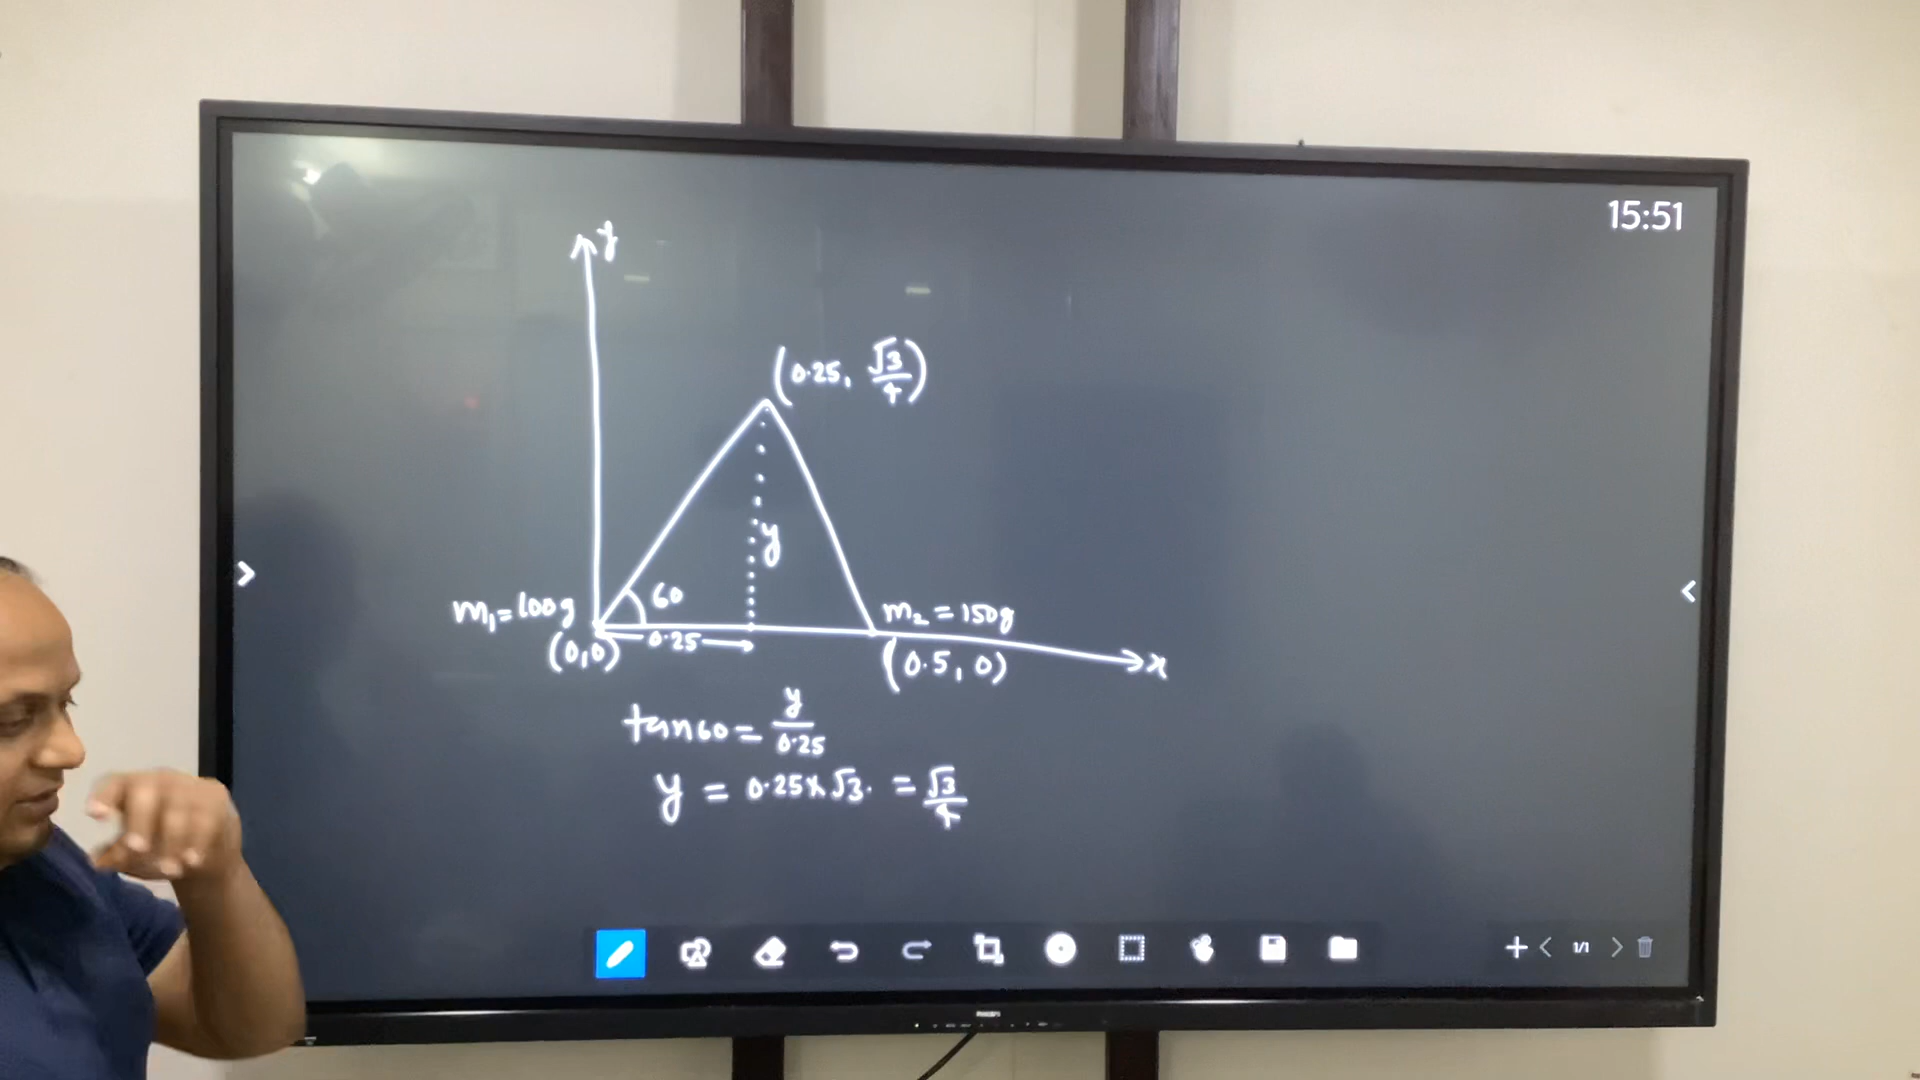 15:51
y
(0.25, √3/4)
y
m₁=100g
60
m₂ = 150g
(0,0)
0.25
(0.5, 0)
x
tan60 = y/0.25
y = 0.25×√3. = √3/4
1/1
PHILIPS